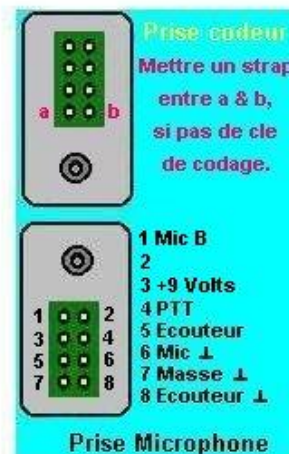 Prise codeur
Mettre un strap
entre a & b,
si pas de cle
de codage.
a b
1 Mic B
2
3 +9 Volts
4 PTT
5 Ecouteur
6 Mic ⊥
7 Masse ⊥
8 Ecouteur ⊥
1 2
3 4
5 6
7 8
Prise Microphone